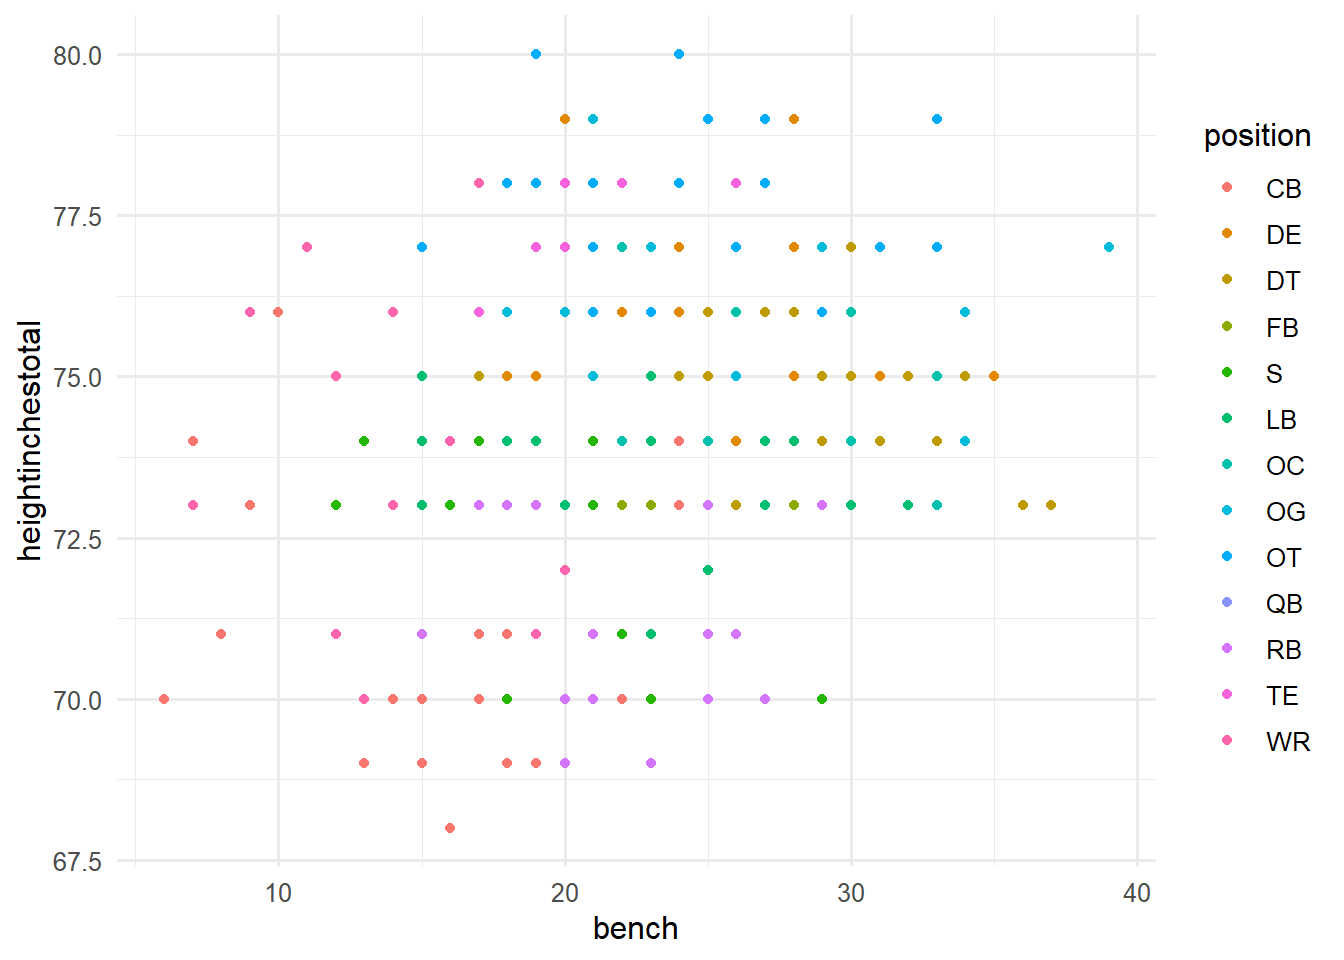 80.0
77.5
75.0
72.5
70.0
67.5
heightinchestotal
10 20 30 40
bench
position
CB
DE
DT
FB
S
LB
OC
OG
OT
QB
RB
TE
WR